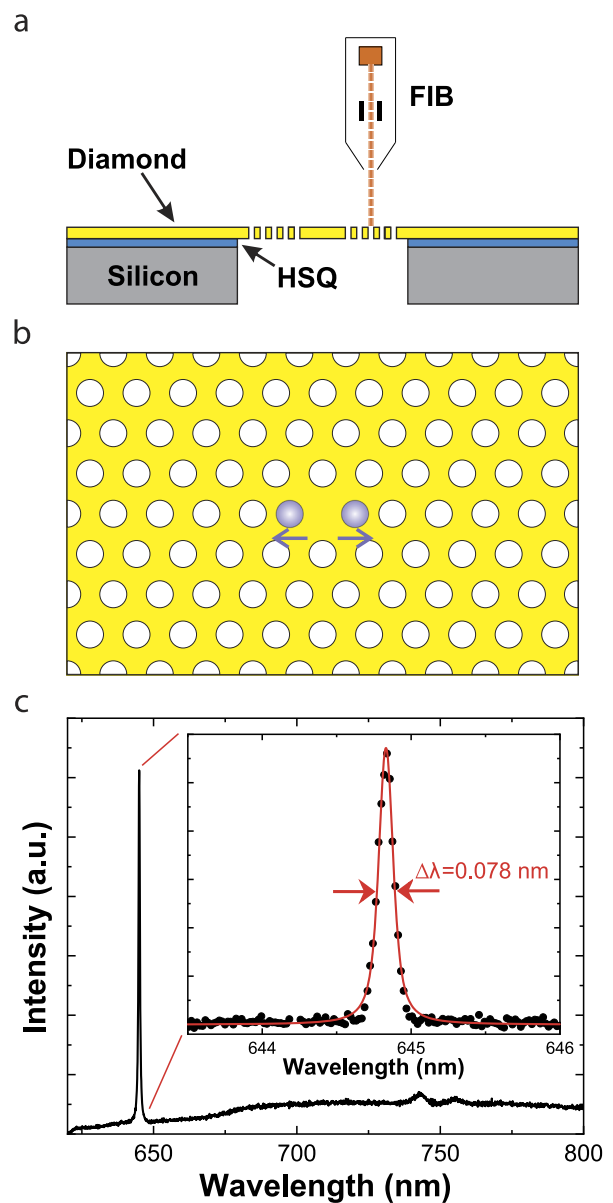 a
FIB
Diamond
Silicon
HSQ
b
c
Intensity (a.u.)
Δλ=0.078 nm
644 645 646
Wavelength (nm)
650 700 750 800
Wavelength (nm)